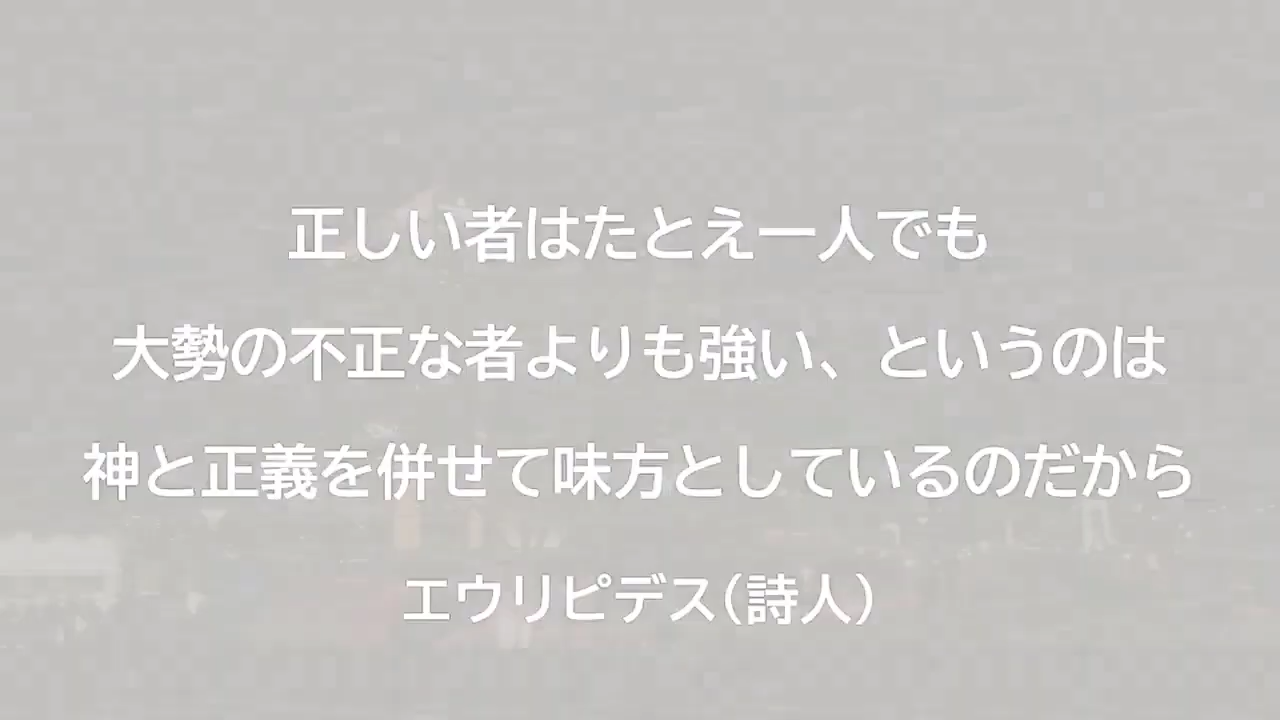 正しい者はたとえ一人でも
大勢の不正な者よりも強い、というのは
神と正義を併せて味方としているのだから
エウリピデス(詩人)